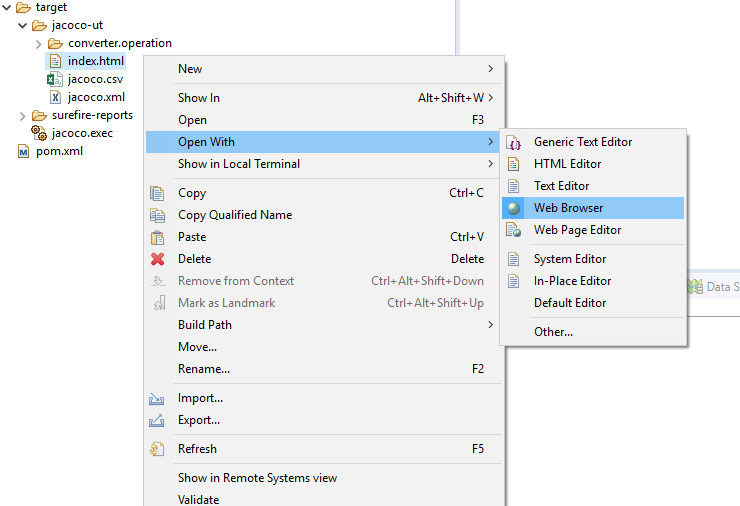 target
jacoco-ut
converter.operation
index.html
jacoco.csv
jacoco.xml
surefire-reports
jacoco.exec
pom.xml
New
Show In Alt+Shift+W
Open F3
Open With
Show in Local Terminal
Copy Ctrl+C
Copy Qualified Name
Paste Ctrl+V
Delete Delete
Remove from Context Ctrl+Alt+Shift+Down
Mark as Landmark Ctrl+Alt+Shift+Up
Build Path
Move...
Rename... F2
Import...
Export...
Refresh F5
Show in Remote Systems view
Validate
Generic Text Editor
HTML Editor
Text Editor
Web Browser
Web Page Editor
System Editor
In-Place Editor
Default Editor
Other...
Data S